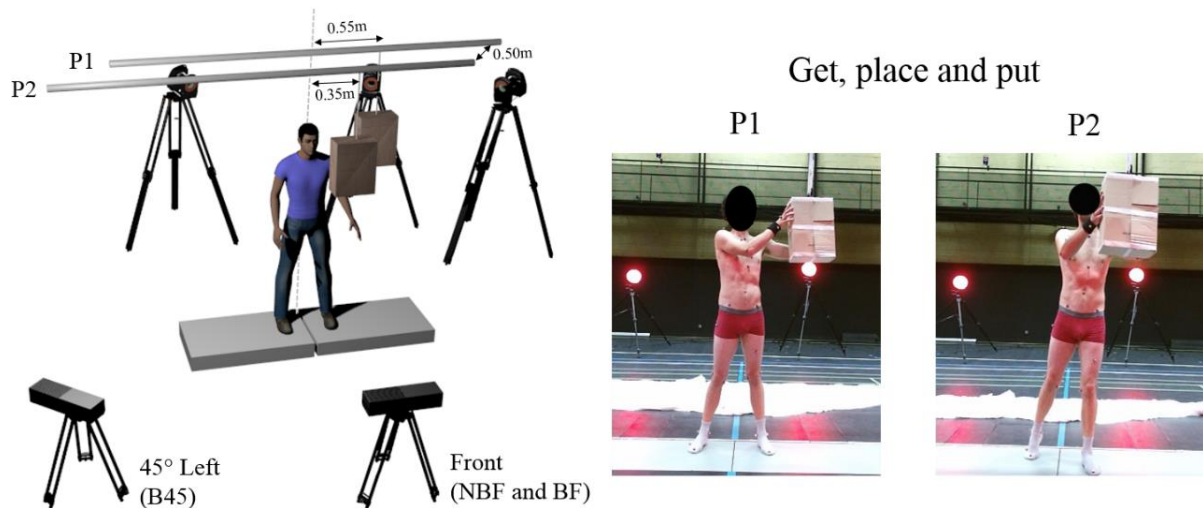 0.55m
P1
0.50m
P2
0.35m
45° Left
(B45)
Front
(NBF and BF)
Get, place and put
P1
P2